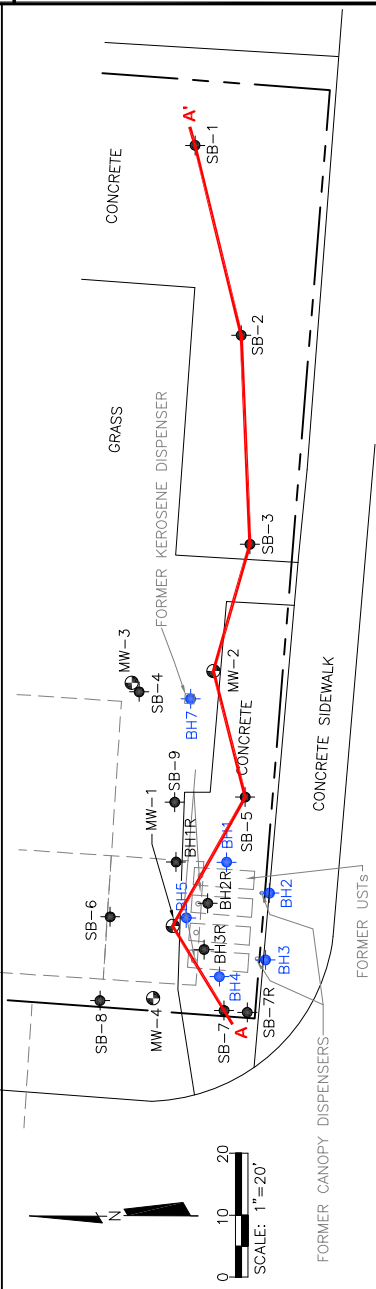 A'
SB-1
CONCRETE
SB-2
GRASS
FORMER KEROSENE DISPENSER
SB-3
MW-3
SB-4
MW-2
BH7
CONCRETE
CONCRETE SIDEWALK
SB-9
MW-1
BH1R
SB-5
BH1
SB-6
BH5
BH2R
BH2
FORMER USTs
BH3R
BH3
BH4
SB-8
MW-4
SB-7
SB-7R
A
FORMER CANOPY DISPENSERS
N
0 10 20
SCALE: 1"=20'